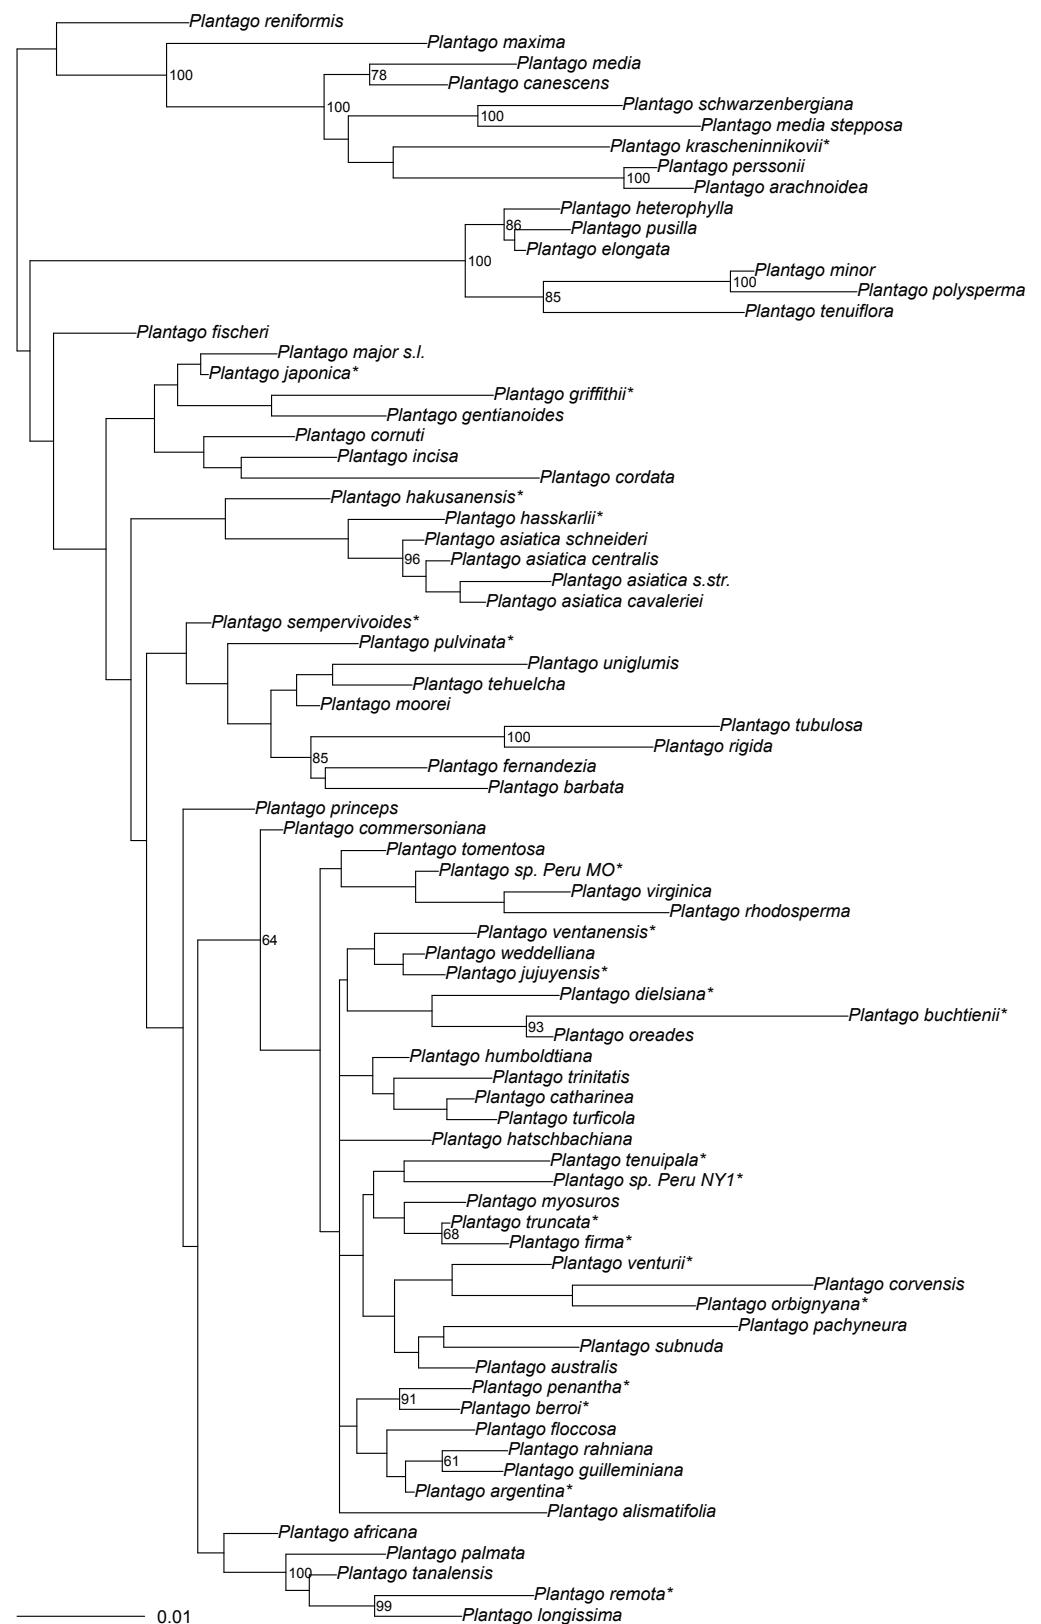 Plantago reniformis
Plantago maxima
100
Plantago media
78
Plantago canescens
100
Plantago schwarzenbergiana
100
Plantago media stepposa
Plantago krascheninnikovii*
Plantago perssonii
100
Plantago arachnoidea
Plantago heterophylla
86
Plantago pusilla
Plantago elongata
100
Plantago minor
100
Plantago polysperma
85
Plantago tenuiflora
Plantago fischeri
Plantago major s.l.
Plantago japonica*
Plantago griffithii*
Plantago gentianoides
Plantago cornuti
Plantago incisa
Plantago cordata
Plantago hakusanensis*
Plantago hasskarlii*
Plantago asiatica schneideri
96
Plantago asiatica centralis
Plantago asiatica s.str.
Plantago asiatica cavaleriei
Plantago sempervivoides*
Plantago pulvinata*
Plantago uniglumis
Plantago tehuelcha
Plantago moorei
Plantago tubulosa
100
Plantago rigida
85
Plantago fernandezia
Plantago barbata
Plantago princeps
Plantago commersoniana
Plantago tomentosa
Plantago sp. Peru MO*
Plantago virginica
Plantago rhodosperma
64
Plantago ventanensis*
Plantago weddelliana
Plantago jujuyensis*
Plantago dielsiana*
Plantago buchtienii*
93
Plantago oreades
Plantago humboldtiana
Plantago trinitatis
Plantago catharinea
Plantago turficola
Plantago hatschbachiana
Plantago tenuipala*
Plantago sp. Peru NY1*
Plantago myosuros
Plantago truncata*
68
Plantago firma*
Plantago venturii*
Plantago corvensis
Plantago orbignyana*
Plantago pachyneura
Plantago subnuda
Plantago australis
Plantago penantha*
91
Plantago berroi*
Plantago floccosa
Plantago rahniana
61
Plantago guilleminiana
Plantago argentina*
Plantago alismatifolia
Plantago africana
Plantago palmata
100
Plantago tanalensis
Plantago remota*
99
Plantago longissima
0.01